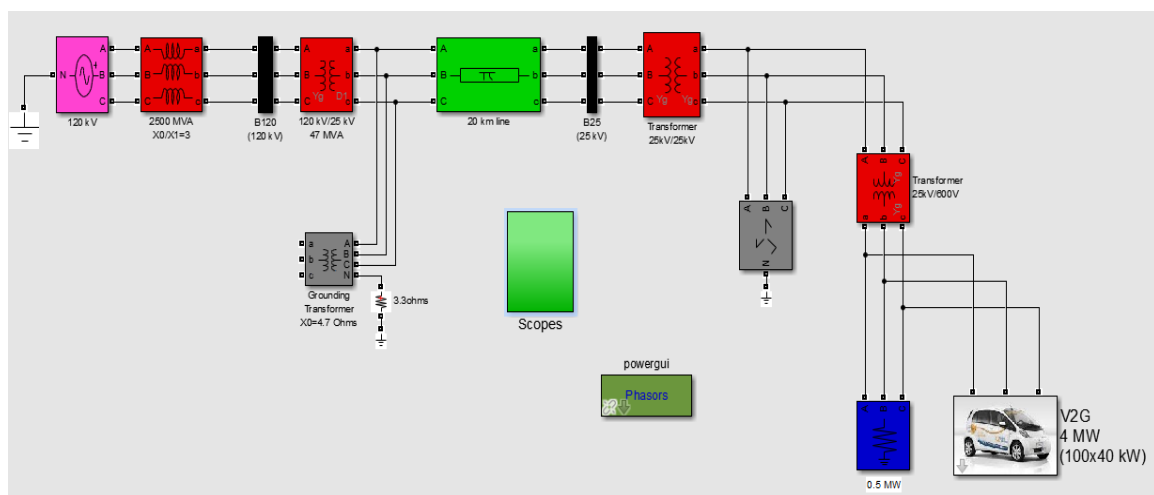 N
A
B
C
120 kV
A
B
C
a
b
c
2500 MVA
X0/X1=3
B120
(120 kV)
A
B
C
a
b
c
Yg
D1
120 kV/25 kV
47 MVA
A
B
C
a
b
c
20 km line
B25
(25 kV)
A
B
C
a
b
c
Yg
Yg
Transformer
25kV/25kV
a
b
c
A
B
C
N
Grounding
Transformer
X0=4.7 Ohms
3.3ohms
Scopes
powergui
Phasors
A
B
C
N
A
B
C
Yg
Yg
a
b
c
Transformer
25kV/600V
A
B
C
0.5 MW
V2G
4 MW
(100x40 kW)